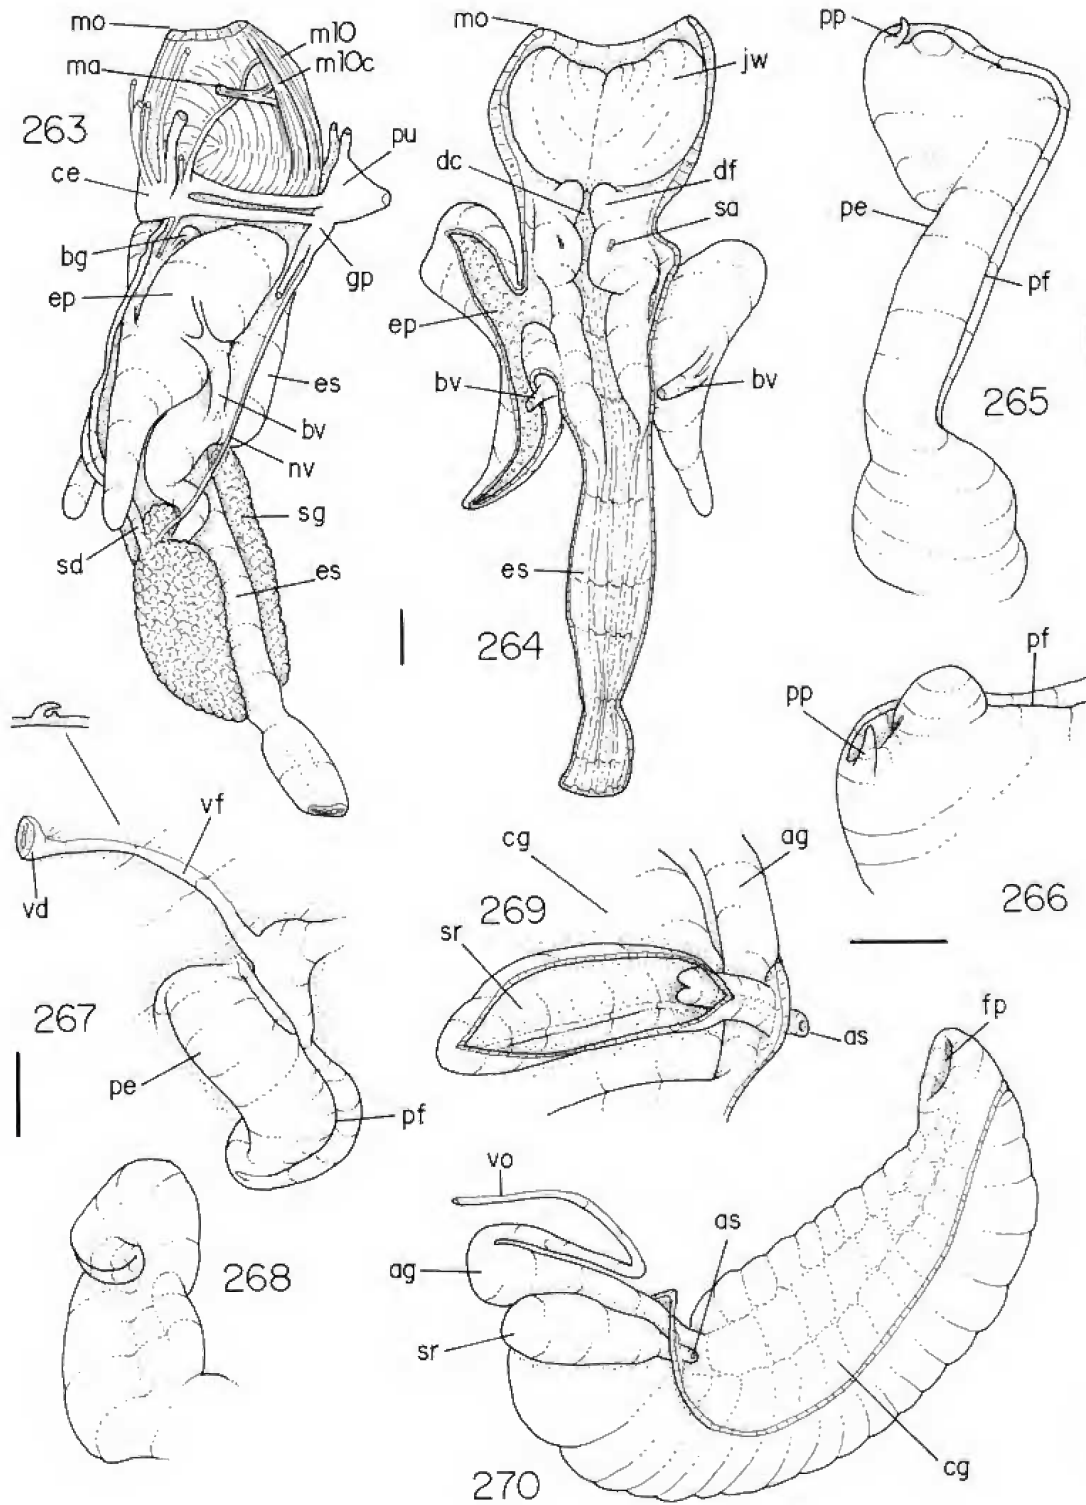 mo
m10
m10c
ma
263
ce
pu
bg
gp
ep
es
bv
nv
sg
sd
es
mo
jw
dc
df
sa
ep
bv
bv
es
264
pp
pe
pf
265
pf
pp
266
vf
vd
267
pe
pf
268
cg
ag
269
sr
as
fp
vo
as
ag
sr
cg
270